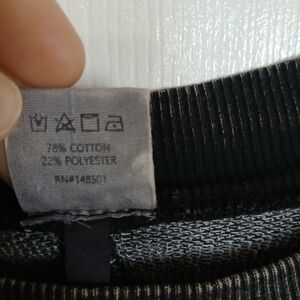 78% COTTON
22% POLYESTER
RN#148501